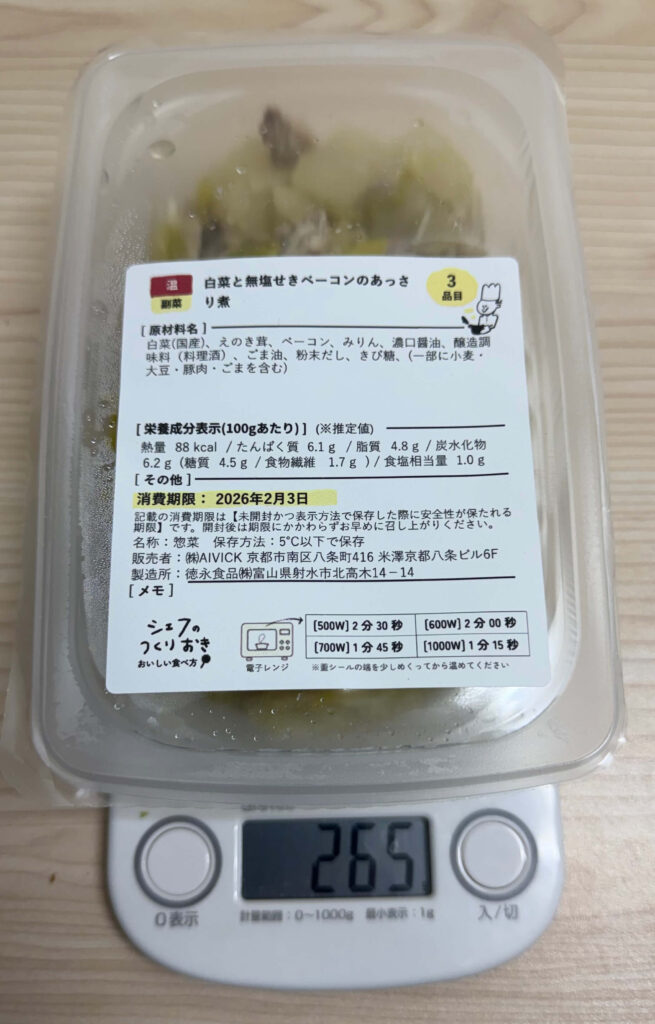 温
副菜
白菜と無塩せきベーコンのあっさ
り煮
3
品目
[ 原材料名 ]
白菜(国産)、えのき茸、ベーコン、みりん、濃口醤油、醸造調
味料（料理酒）、ごま油、粉末だし、きび糖、(一部に小麦・
大豆・豚肉・ごまを含む)
[ 栄養成分表示(100gあたり) ] (※推定値)
熱量 88 kcal / たんぱく質 6.1 g / 脂質 4.8 g / 炭水化物
6.2 g (糖質 4.5 g / 食物繊維 1.7 g ) / 食塩相当量 1.0 g
[ その他 ]
消費期限： 2026年2月3日
記載の消費期限は【未開封かつ表示方法で保存した際に安全性が保たれる
期限】です。開封後は期限にかかわらずお早めに召し上がりください。
名称：惣菜 保存方法：5°C以下で保存
販売者：㈱AIVICK 京都市南区八条町416 米澤京都八条ビル6F
製造所：徳永食品㈱富山県射水市北高木14－14
[ メモ ]
シェフの
つくりおき
おいしい食べ方
電子レンジ
[500W] 2 分 30 秒 [600W] 2 分 00 秒
[700W] 1 分 45 秒 [1000W] 1 分 15 秒
※蓋シールの端を少しめくってから温めてください
265
0表示
計量範囲：0～1000g 最小表示：1g
入/切